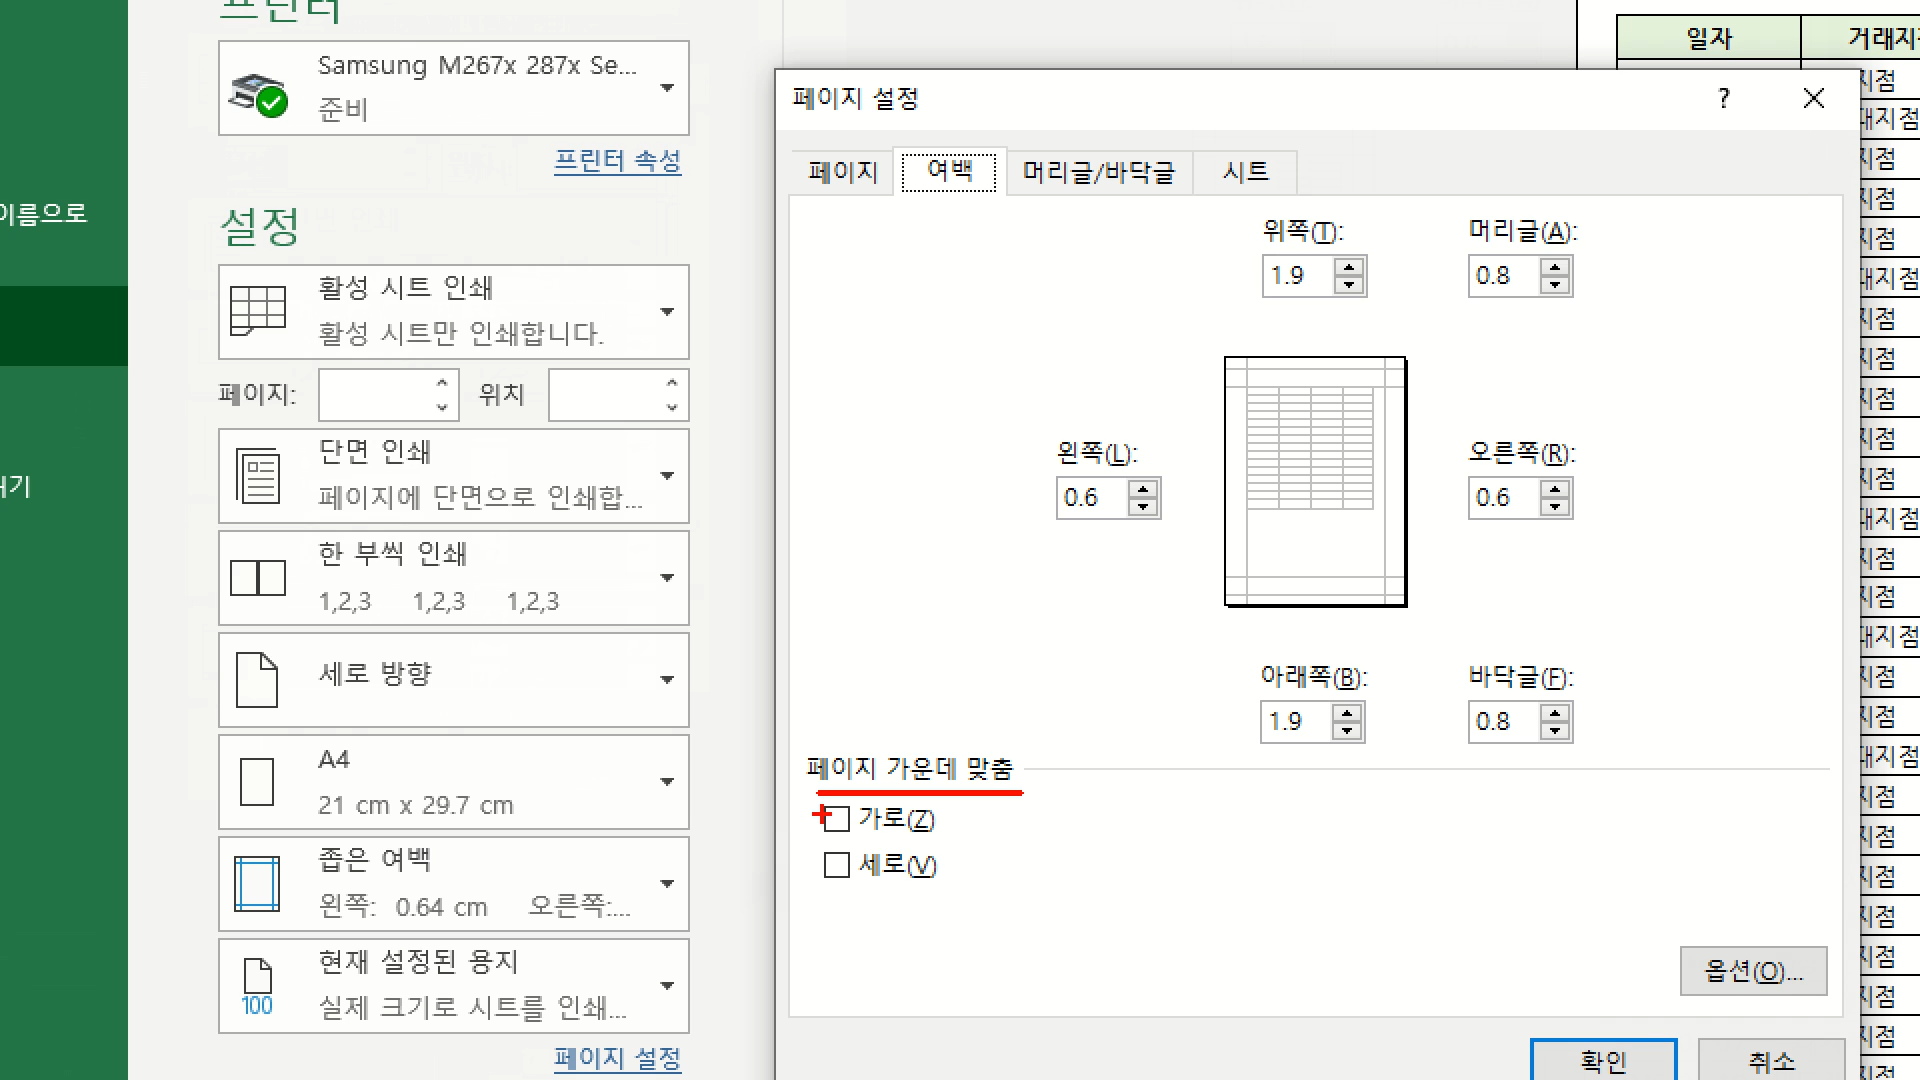 프린터
Samsung M267x 287x Se...
준비
프린터 속성
이름으로
설정
활성 시트 인쇄
활성 시트만 인쇄합니다.
페이지:
위치
단면 인쇄
페이지에 단면으로 인쇄합...
한 부씩 인쇄
1,2,3 1,2,3 1,2,3
세로 방향
A4
21 cm x 29.7 cm
좁은 여백
왼쪽: 0.64 cm 오른쪽:...
현재 설정된 용지
100
실제 크기로 시트를 인쇄...
페이지 설정
페이지 설정
?
페이지 여백 머리글/바닥글 시트
위쪽(T): 머리글(A):
1.9 0.8
왼쪽(L): 오른쪽(R):
0.6 0.6
아래쪽(B): 바닥글(F):
1.9 0.8
페이지 가운데 맞춤
가로(Z)
세로(V)
옵션(O)...
확인 취소
일자